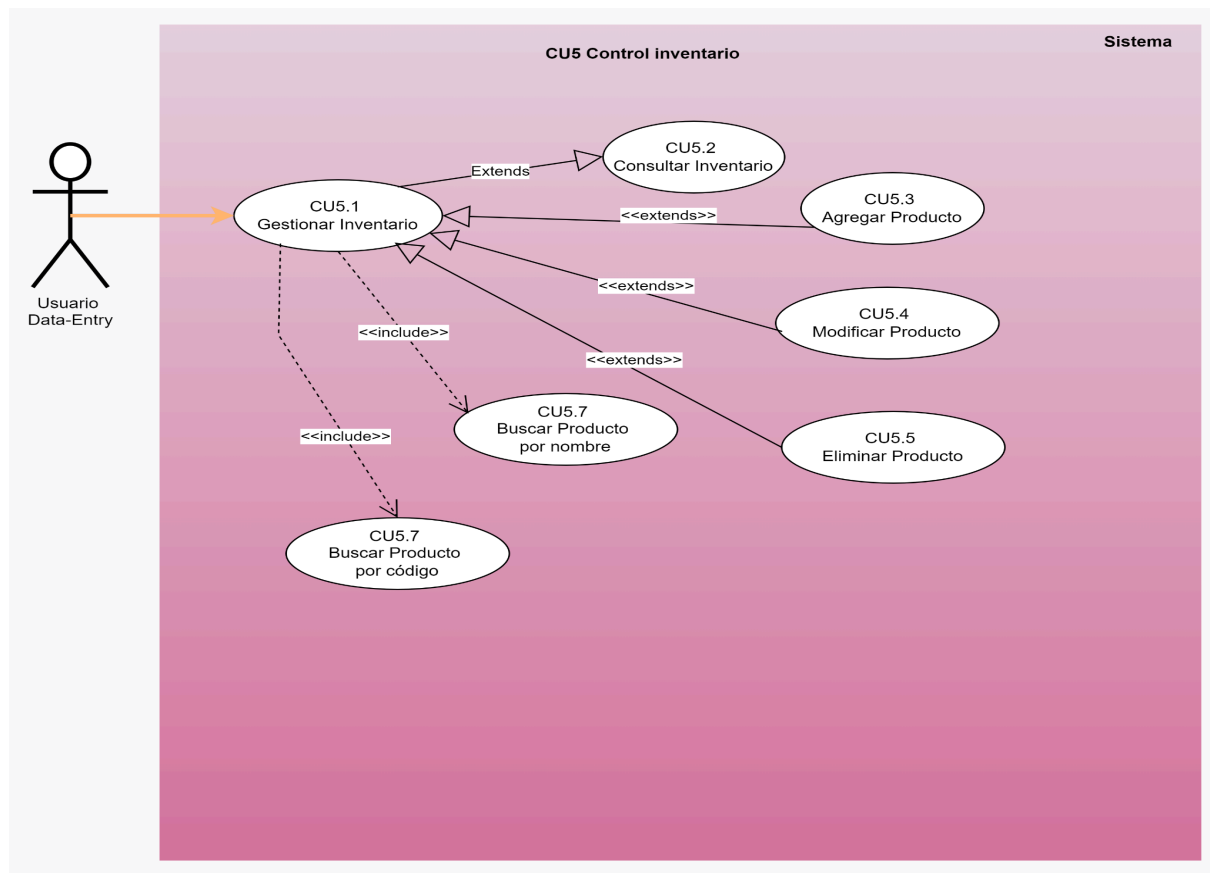 Sistema
CU5 Control inventario
CU5.2
Consultar Inventario
Extends
CU5.3
Agregar Producto
<<extends>>
CU5.1
Gestionar Inventario
<<extends>>
Usuario
Data-Entry
CU5.4
Modificar Producto
<<include>>
<<extends>>
CU5.7
Buscar Producto
por nombre
<<include>>
CU5.5
Eliminar Producto
CU5.7
Buscar Producto
por código